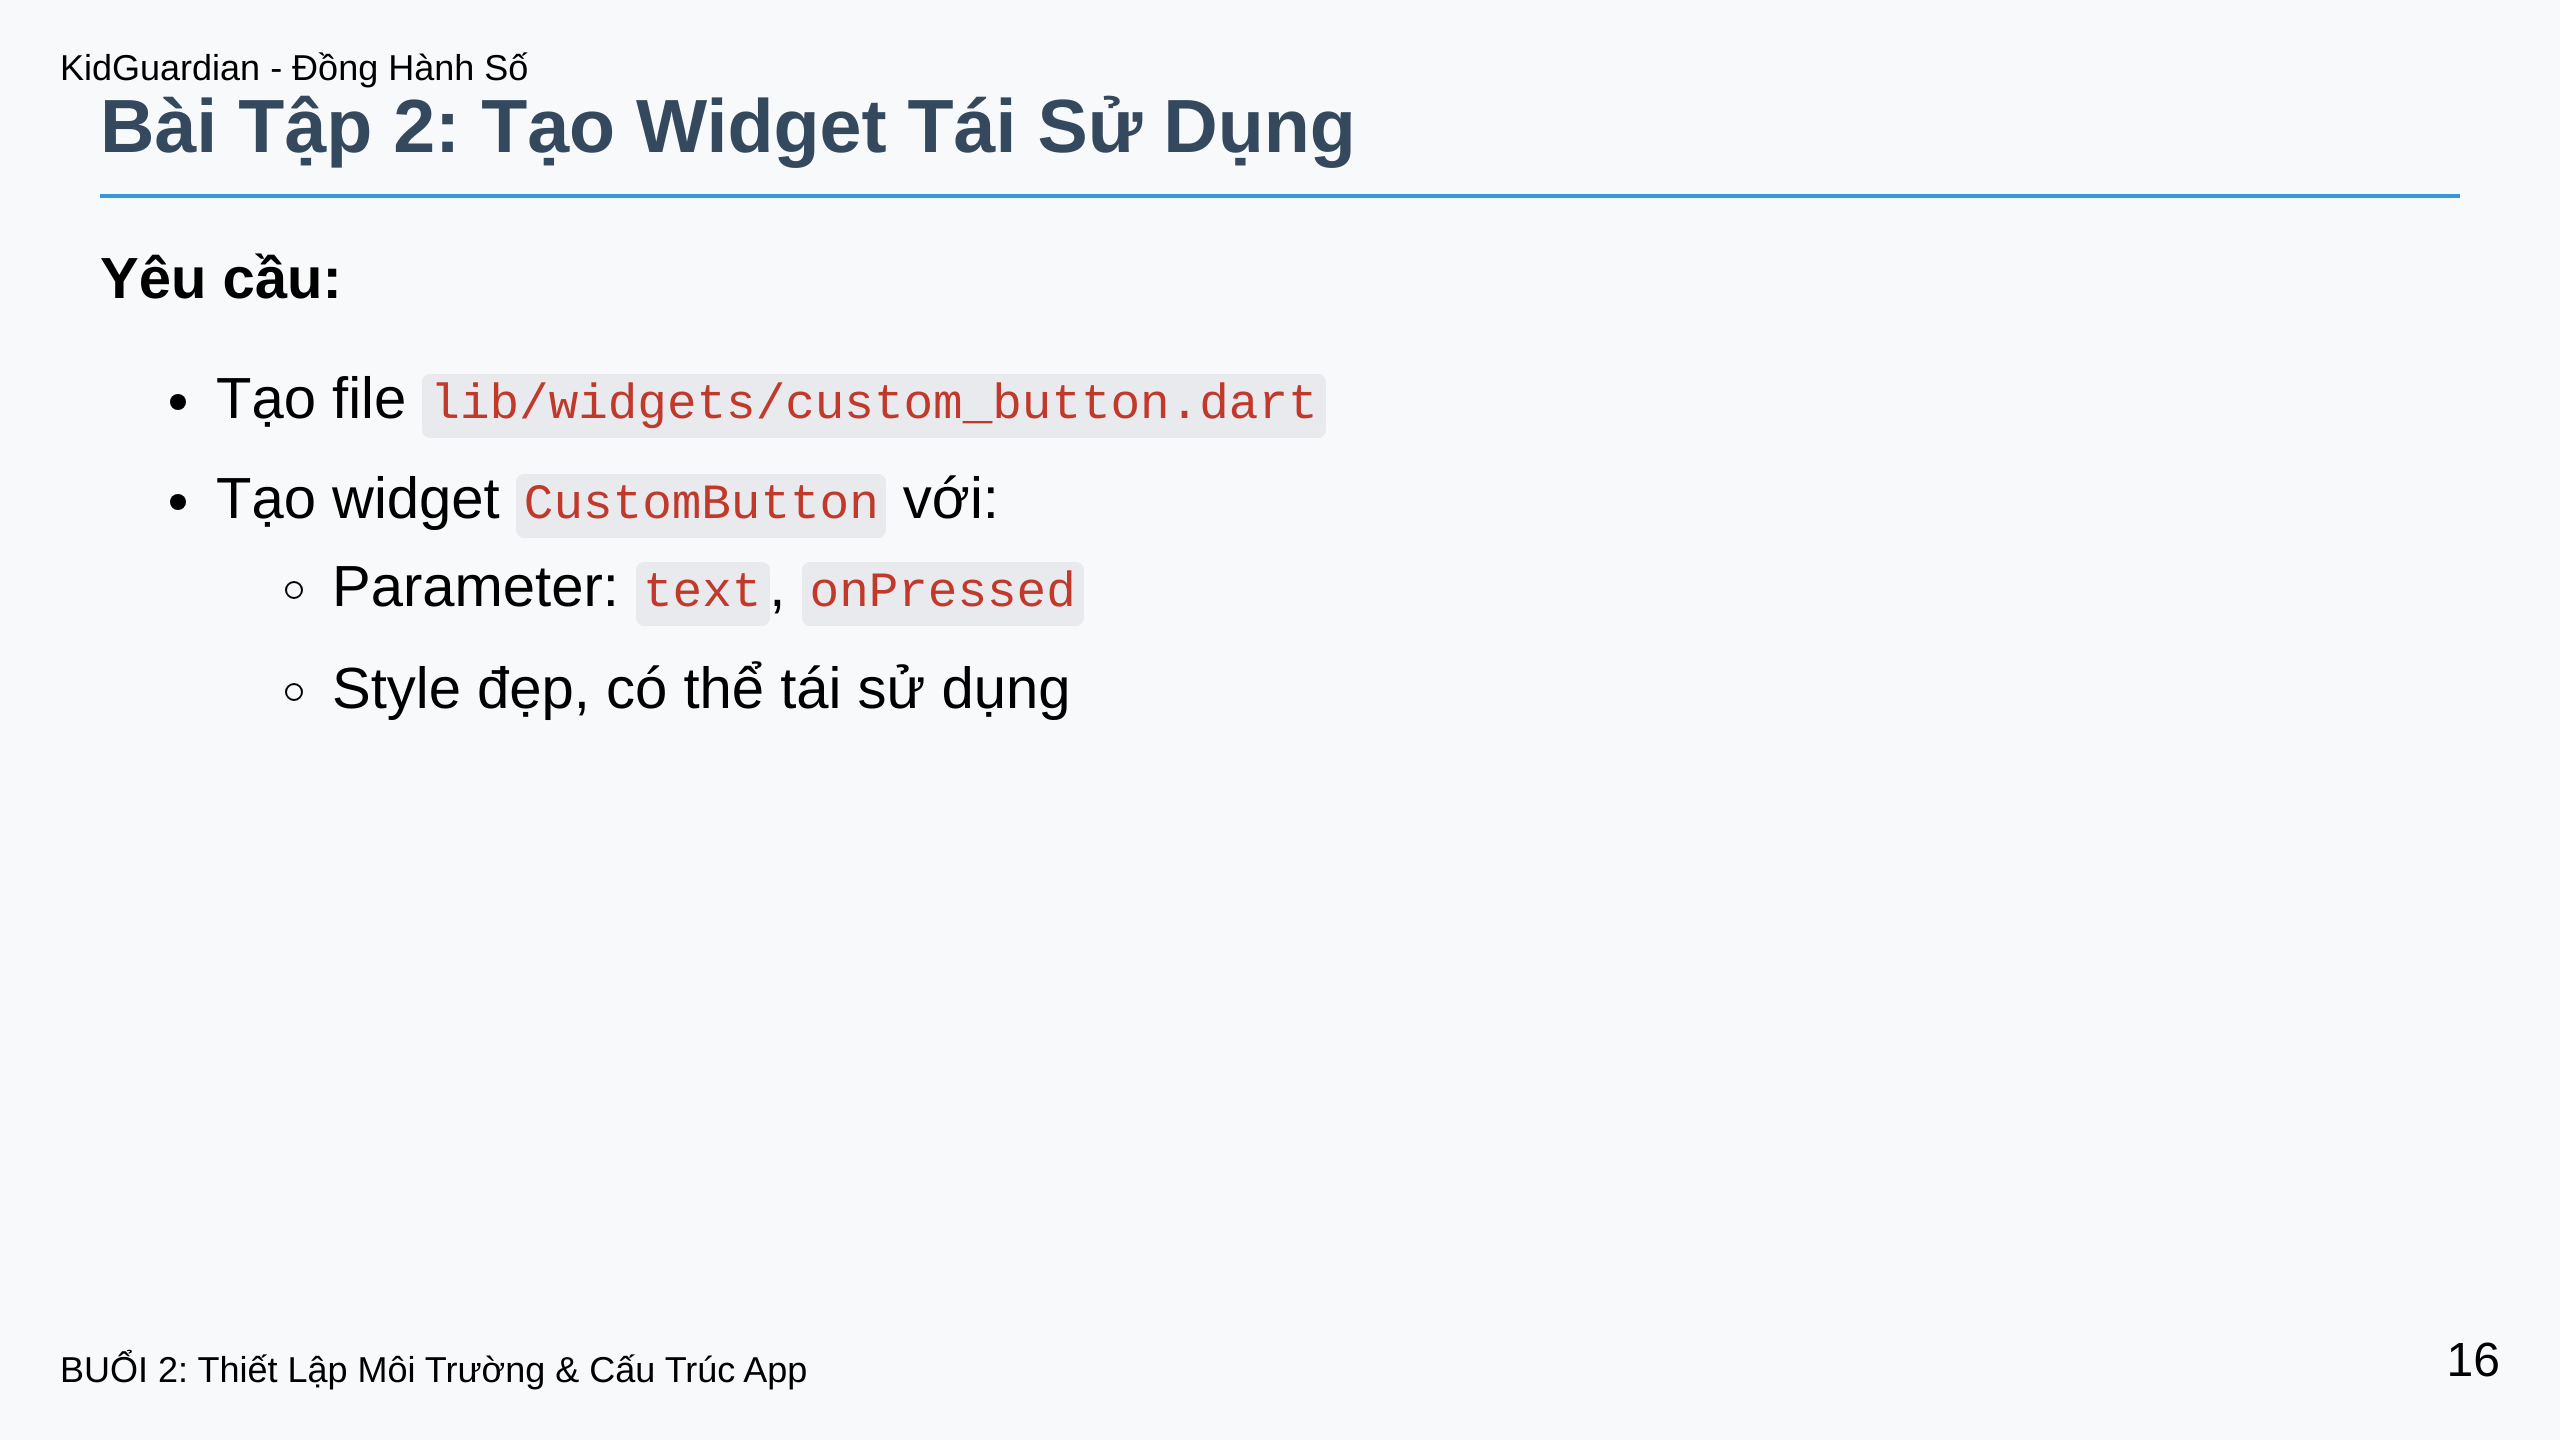 KidGuardian - Đồng Hành Số
Bài Tập 2: Tạo Widget Tái Sử Dụng
Yêu cầu:
• Tạo file lib/widgets/custom_button.dart
• Tạo widget CustomButton với:
◦ Parameter: text, onPressed
◦ Style đẹp, có thể tái sử dụng
BUỔI 2: Thiết Lập Môi Trường & Cấu Trúc App
16